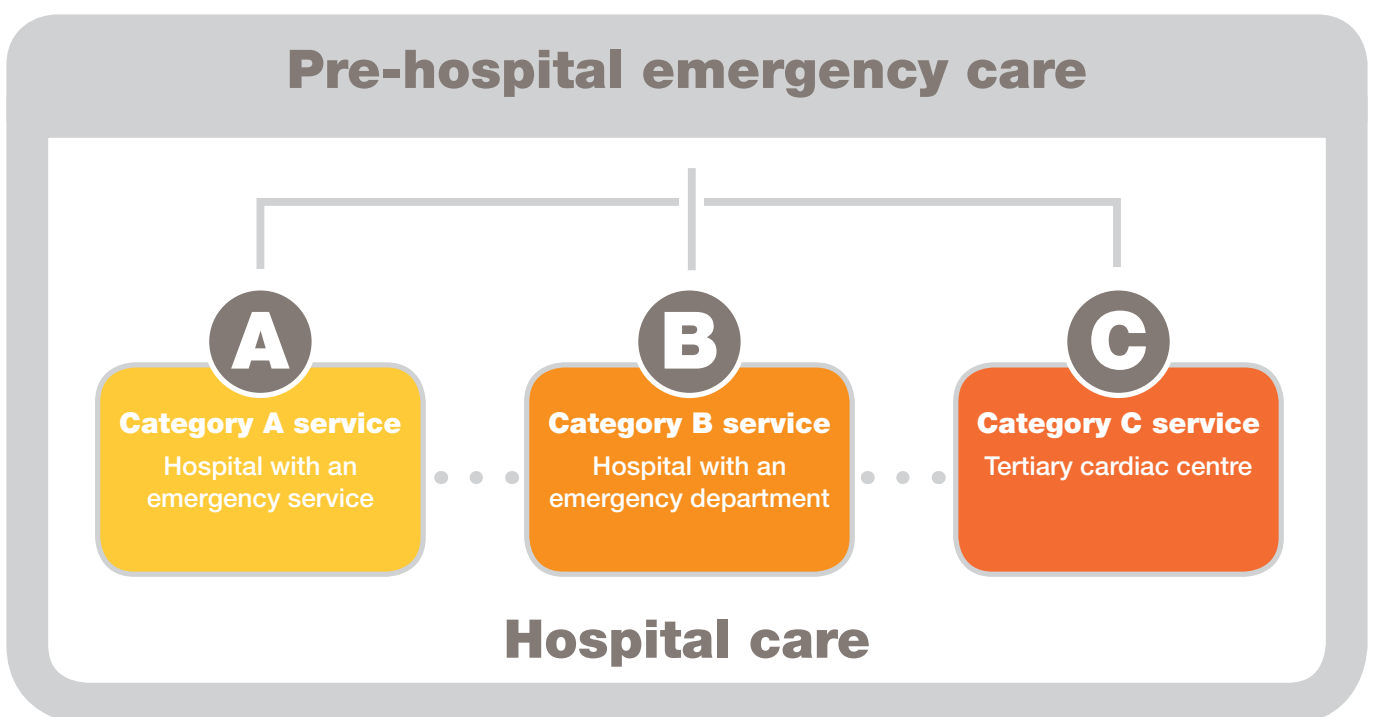 Pre-hospital emergency care
A
B
C
Category A service
Hospital with an
emergency service
Category B service
Hospital with an
emergency department
Category C service
Tertiary cardiac centre
Hospital care